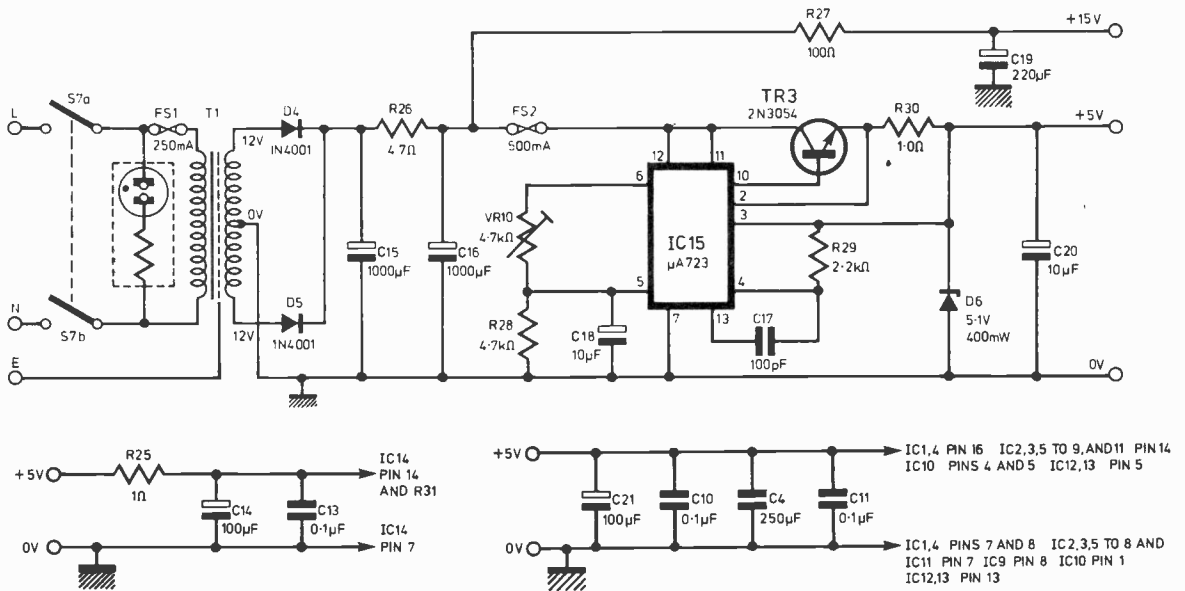 R27
100Ω
+15V
C19
220µF
S7a
L
FS1
250mA
T1
12V
D4
1N4001
R26
4·7Ω
FS2
500mA
TR3
2N3054
R30
1·0Ω
+5V
12
11
6
10
2
3
VR10
4·7kΩ
0V
IC15
µA723
R29
2·2kΩ
C15
1000µF
C16
1000µF
C20
10µF
5
4
N
S7b
D5
1N4001
12V
R28
4·7kΩ
C18
10µF
7
13
C17
100pF
D6
5·1V
400mW
E
0V
+5V
R25
1Ω
IC14
PIN 14
AND R31
C14
100µF
C13
0·1µF
0V
IC14
PIN 7
+5V
IC1,4 PIN 16 IC2,3,5 TO 9, AND 11 PIN 14
IC10 PINS 4 AND 5 IC12,13 PIN 5
C21
100µF
C10
0·1µF
C4
250µF
C11
0·1µF
0V
IC1,4 PINS 7 AND 8 IC2,3,5 TO 8 AND
IC11 PIN 7 IC9 PIN 8 IC10 PIN 1
IC12,13 PIN 13